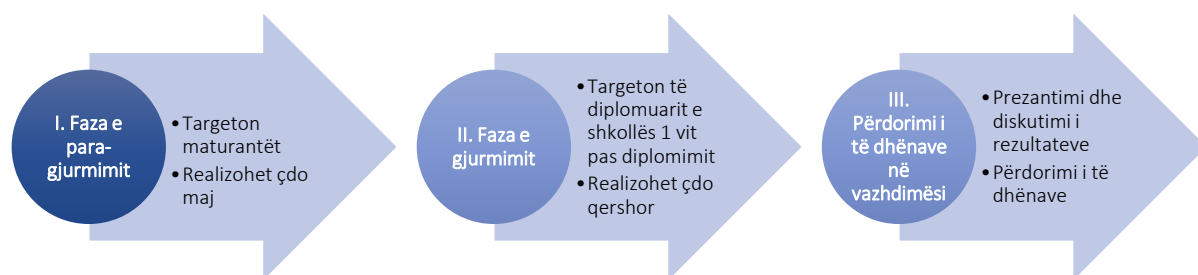 I. Faza e
para-
gjurmimit
• Targeton
maturantët
• Realizohet çdo
maj
II. Faza e
gjurmimit
• Targeton të
diplomuarit e
shkollës 1 vit
pas diplomimit
• Realizohet çdo
qershor
III.
Përdorimi i
të dhënave
në
vazhdimësi
• Prezantimi dhe
diskutimi i
rezultateve
• Përdorimi i të
dhënave